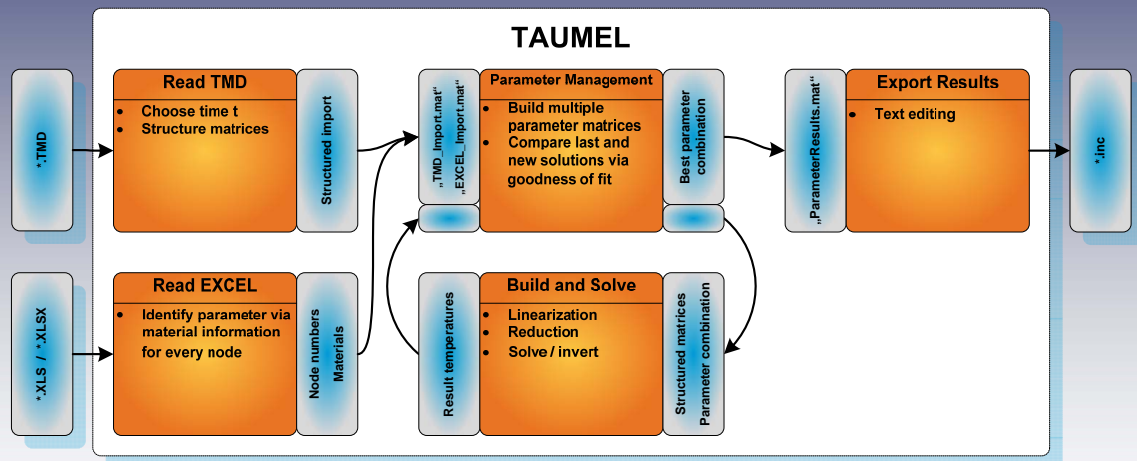 TAUMEL
*.TMD
Read TMD
• Choose time t
• Structure matrices
Structured import
„TMD_Import.mat“
„EXCEL_Import.mat“
Parameter Management
• Build multiple
parameter matrices
• Compare last and
new solutions via
goodness of fit
Best parameter
combination
„ParameterResults.mat“
Export Results
• Text editing
*.inc
*.XLS / *.XLSX
Read EXCEL
• Identify parameter via
material information
for every node
Node numbers
Materials
Result temperatures
Build and Solve
• Linearization
• Reduction
• Solve / invert
Structured matrices
Parameter combination